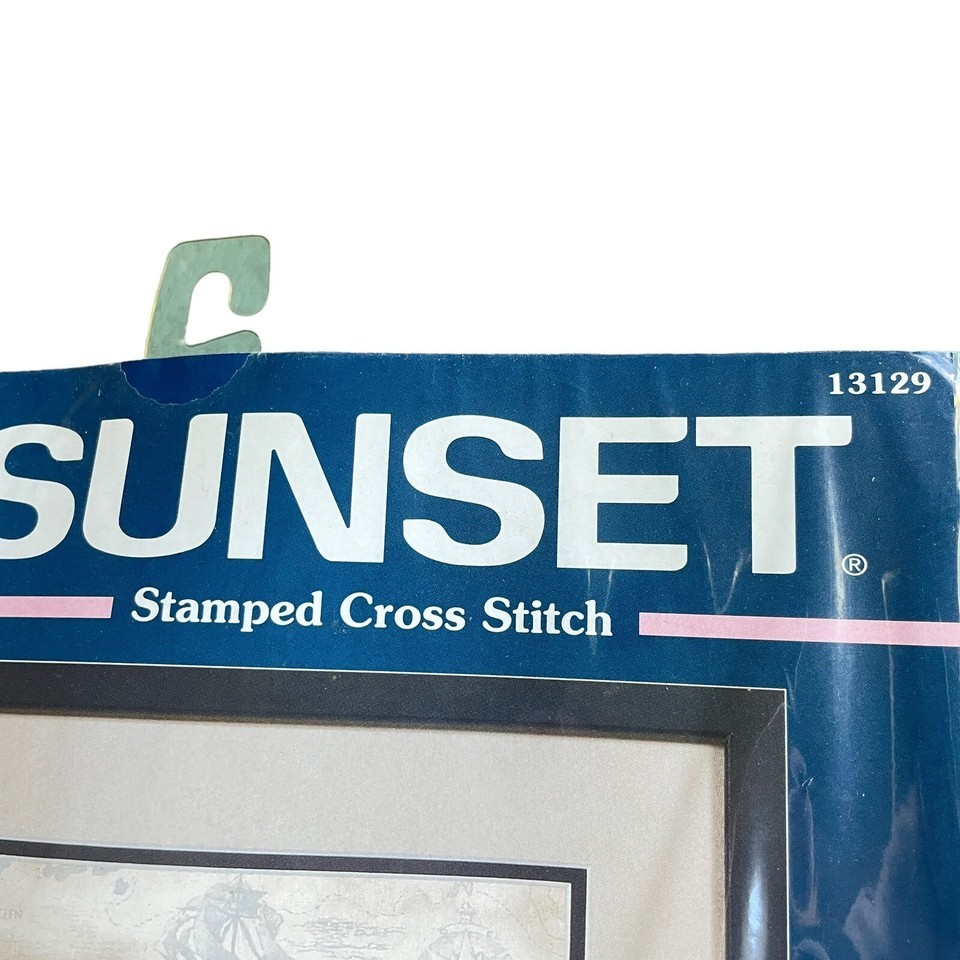 13129
SUNSET®
Stamped Cross Stitch